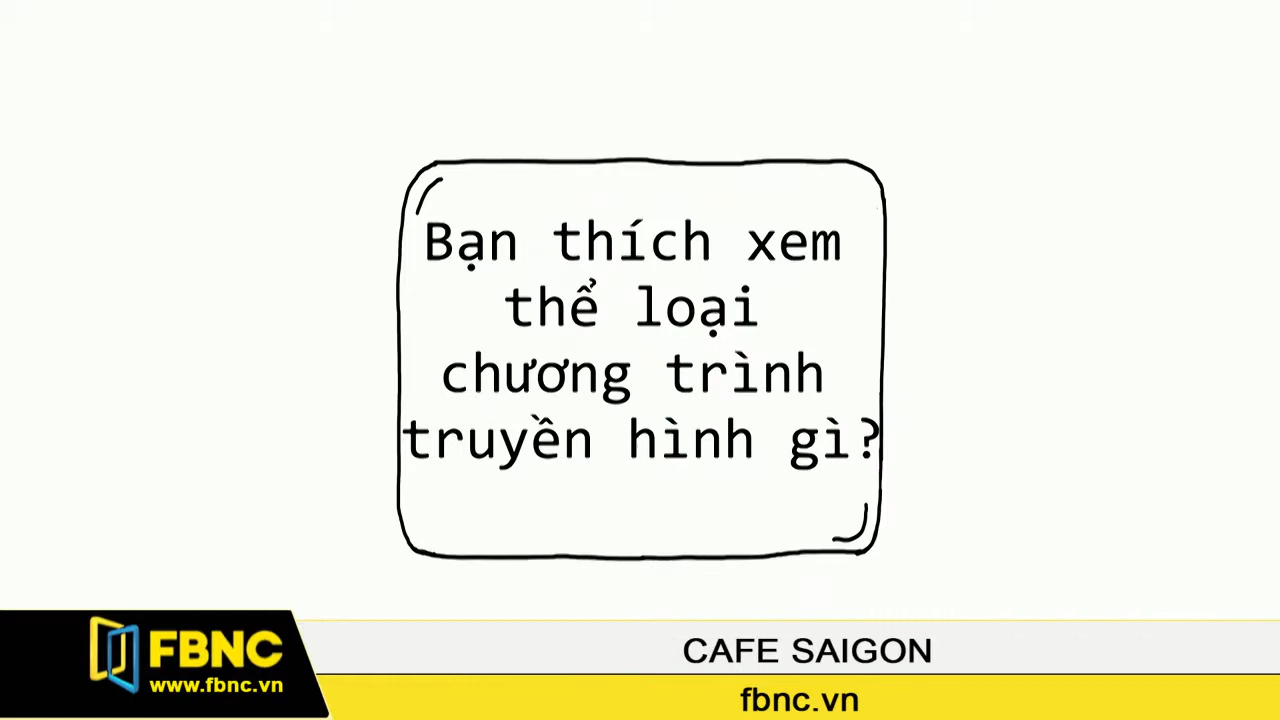 Bạn thích xem
thể loại
chương trình
truyền hình gì?
FBNC
www.fbnc.vn
CAFE SAIGON
fbnc.vn